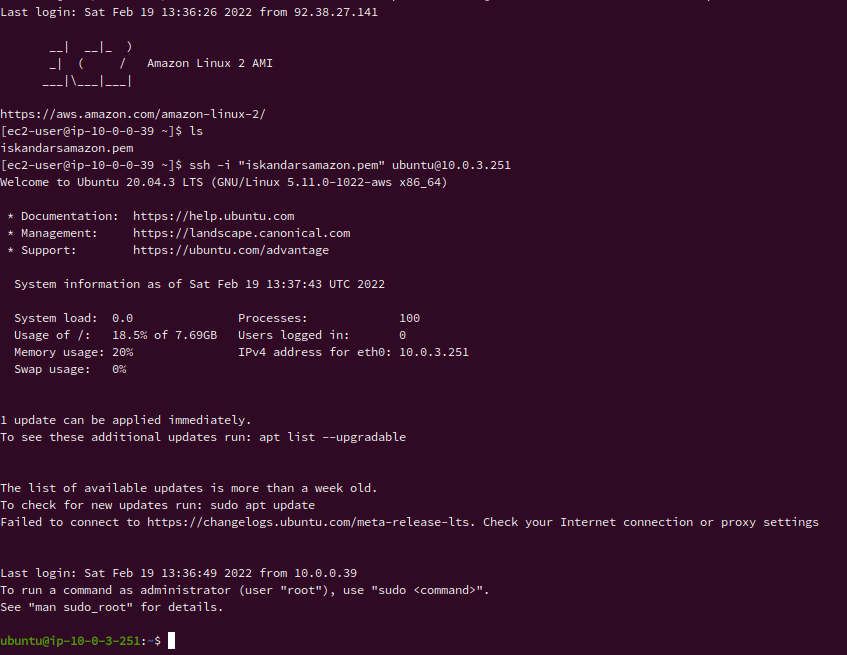 Last login: Sat Feb 19 13:36:26 2022 from 92.38.27.141
       __|  __|_  )
       _|  (     /   Amazon Linux 2 AMI
      ___|\___|___|
https://aws.amazon.com/amazon-linux-2/
[ec2-user@ip-10-0-0-39 ~]$ ls
iskandarsamazon.pem
[ec2-user@ip-10-0-0-39 ~]$ ssh -i "iskandarsamazon.pem" ubuntu@10.0.3.251
Welcome to Ubuntu 20.04.3 LTS (GNU/Linux 5.11.0-1022-aws x86_64)
 * Documentation:  https://help.ubuntu.com
 * Management:     https://landscape.canonical.com
 * Support:        https://ubuntu.com/advantage
  System information as of Sat Feb 19 13:37:43 UTC 2022
  System load:  0.0               Processes:             100
  Usage of /:   18.5% of 7.69GB   Users logged in:       0
  Memory usage: 20%               IPv4 address for eth0: 10.0.3.251
  Swap usage:   0%
1 update can be applied immediately.
To see these additional updates run: apt list --upgradable
The list of available updates is more than a week old.
To check for new updates run: sudo apt update
Failed to connect to https://changelogs.ubuntu.com/meta-release-lts. Check your Internet connection or proxy settings
Last login: Sat Feb 19 13:36:49 2022 from 10.0.0.39
To run a command as administrator (user "root"), use "sudo <command>".
See "man sudo_root" for details.
ubuntu@ip-10-0-3-251:~$